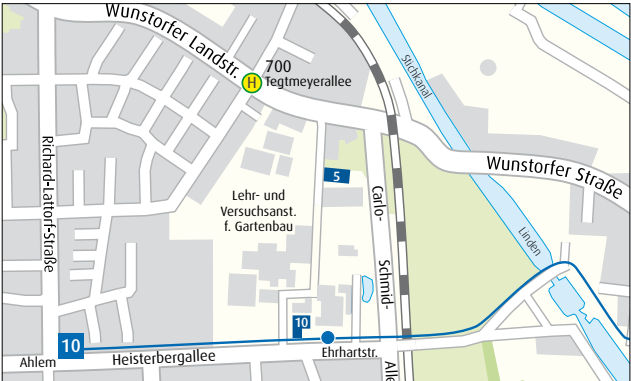 Wunstorfer Landstr.
H
700
Tegtmeyerallee
Stichkanal
Linden
Wunstorfer Straße
Richard-Lattorf-Straße
Lehr- und
Versuchsanst.
f. Gartenbau
5
Carlo-
Schmid-
Allee
10
10
Ahlem
Heisterbergallee
Ehrhartstr.